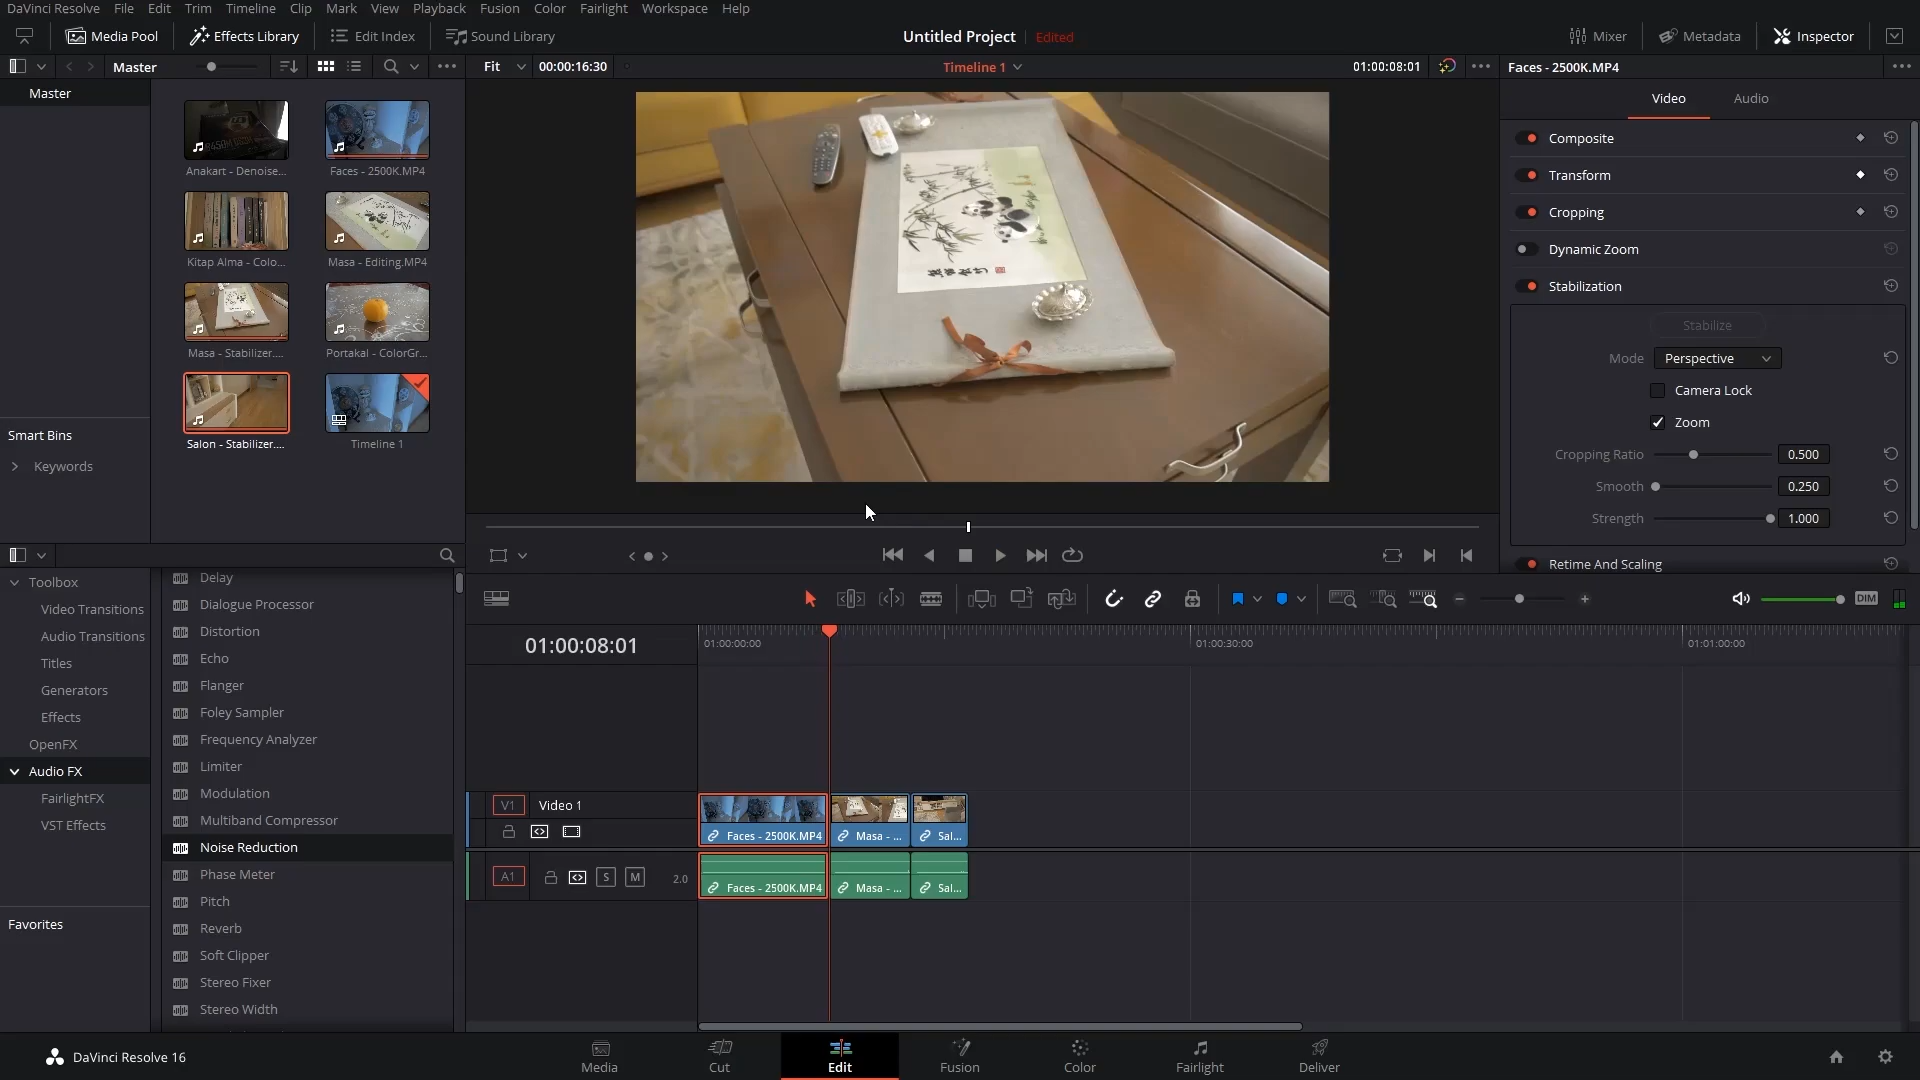 DaVinci Resolve File Edit Trim Timeline Clip Mark View Playback Fusion Color Fairlight Workspace Help
Media Pool Effects Library Edit Index Sound Library Untitled Project Edited Mixer Metadata Inspector
Master Fit 00:00:16:30 Timeline 1 01:00:08:01 Faces - 2500K.MP4
Master
Video Audio
Anakart - Denoise... Faces - 2500K.MP4
Kitap Alma - Colo... Masa - Editing.MP4
Masa - Stabilizer.... Portakal - ColorGr...
Salon - Stabilizer.... Timeline 1
Smart Bins
Keywords
Composite
Transform
Cropping
Dynamic Zoom
Stabilization
Stabilize
Mode Perspective
Camera Lock
Zoom
Cropping Ratio 0.500
Smooth 0.250
Strength 1.000
Retime And Scaling
Toolbox
Video Transitions
Audio Transitions
Titles
Generators
Effects
OpenFX
Audio FX
FairlightFX
VST Effects
Favorites
Delay
Dialogue Processor
Distortion
Echo
Flanger
Foley Sampler
Frequency Analyzer
Limiter
Modulation
Multiband Compressor
Noise Reduction
Phase Meter
Pitch
Reverb
Soft Clipper
Stereo Fixer
Stereo Width
DIM
01:00:08:01 01:00:00:00 01:00:30:00 01:01:00:00
V1 Video 1
Faces - 2500K.MP4 Masa - ... Sal...
A1 S M 2.0
Faces - 2500K.MP4 Masa - ... Sal...
DaVinci Resolve 16 Media Cut Edit Fusion Color Fairlight Deliver